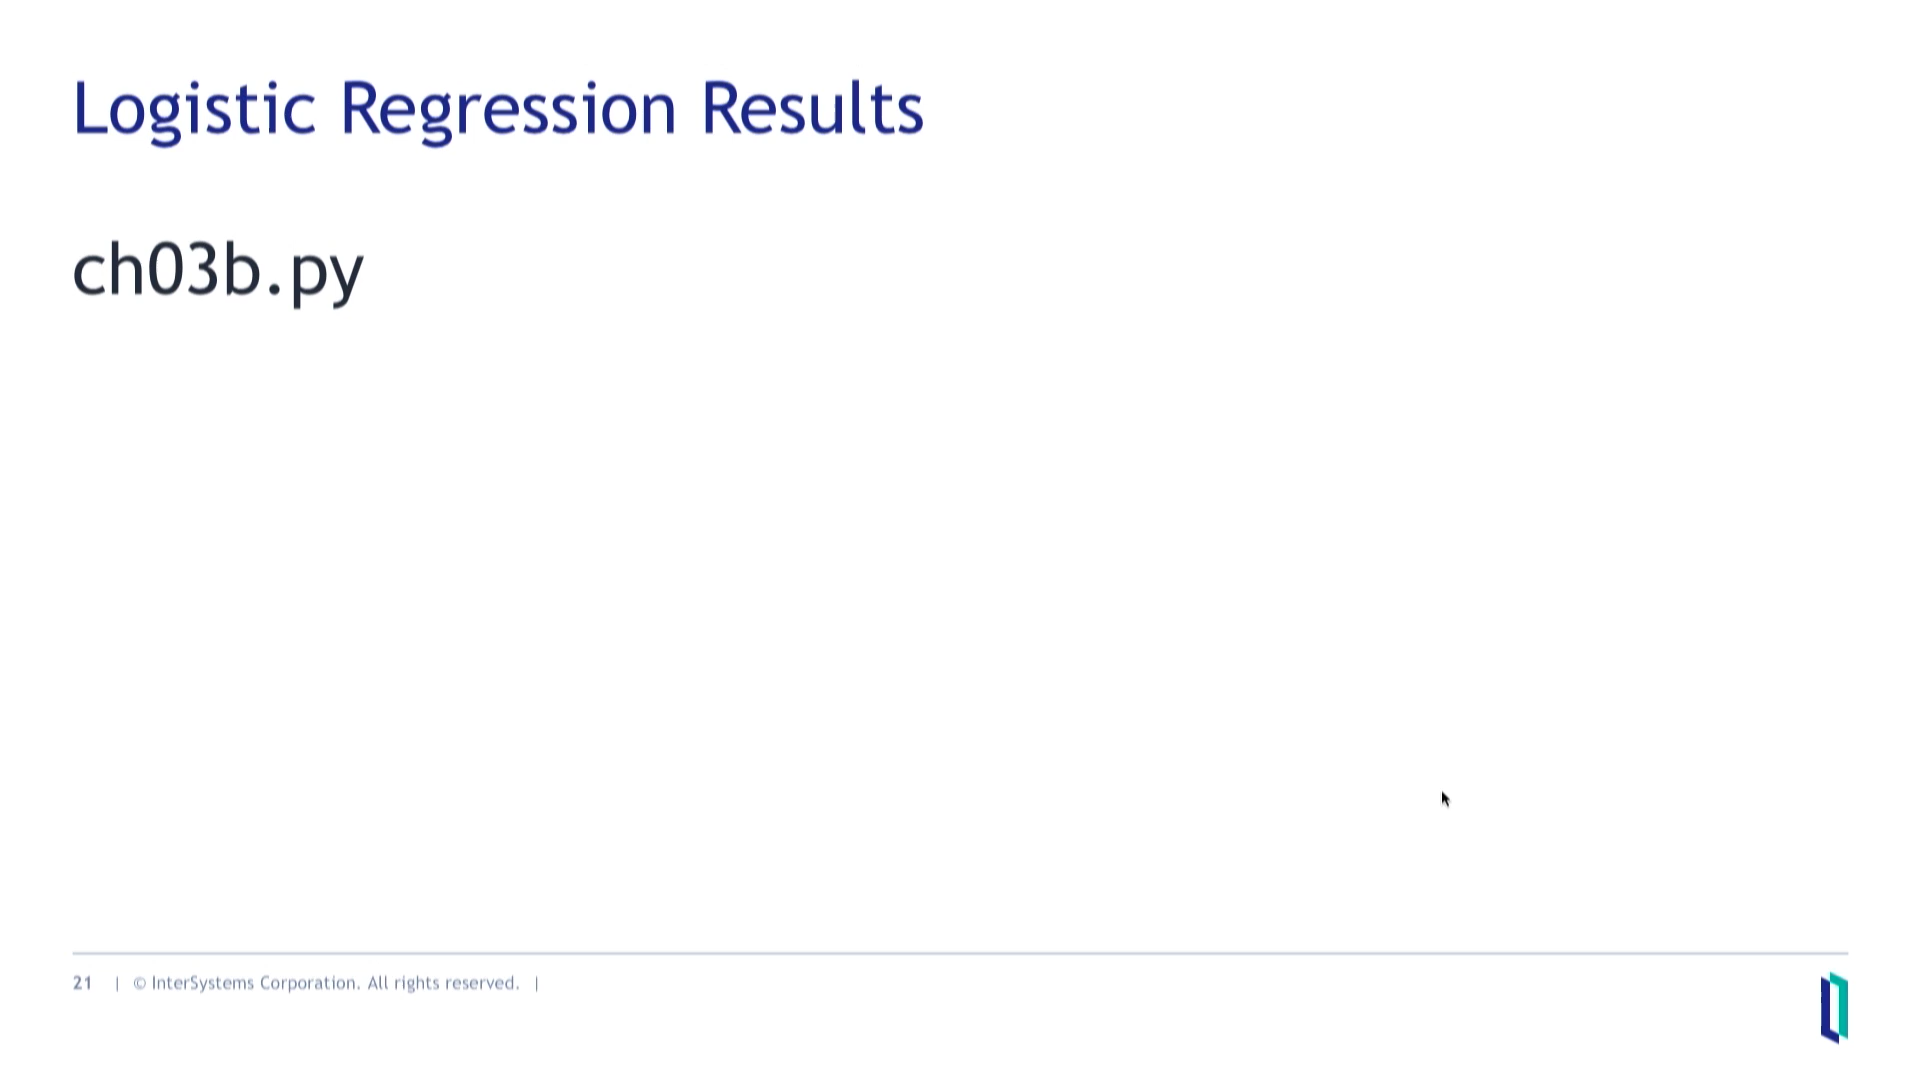 Logistic Regression Results
ch03b.py
21 | © InterSystems Corporation. All rights reserved. |